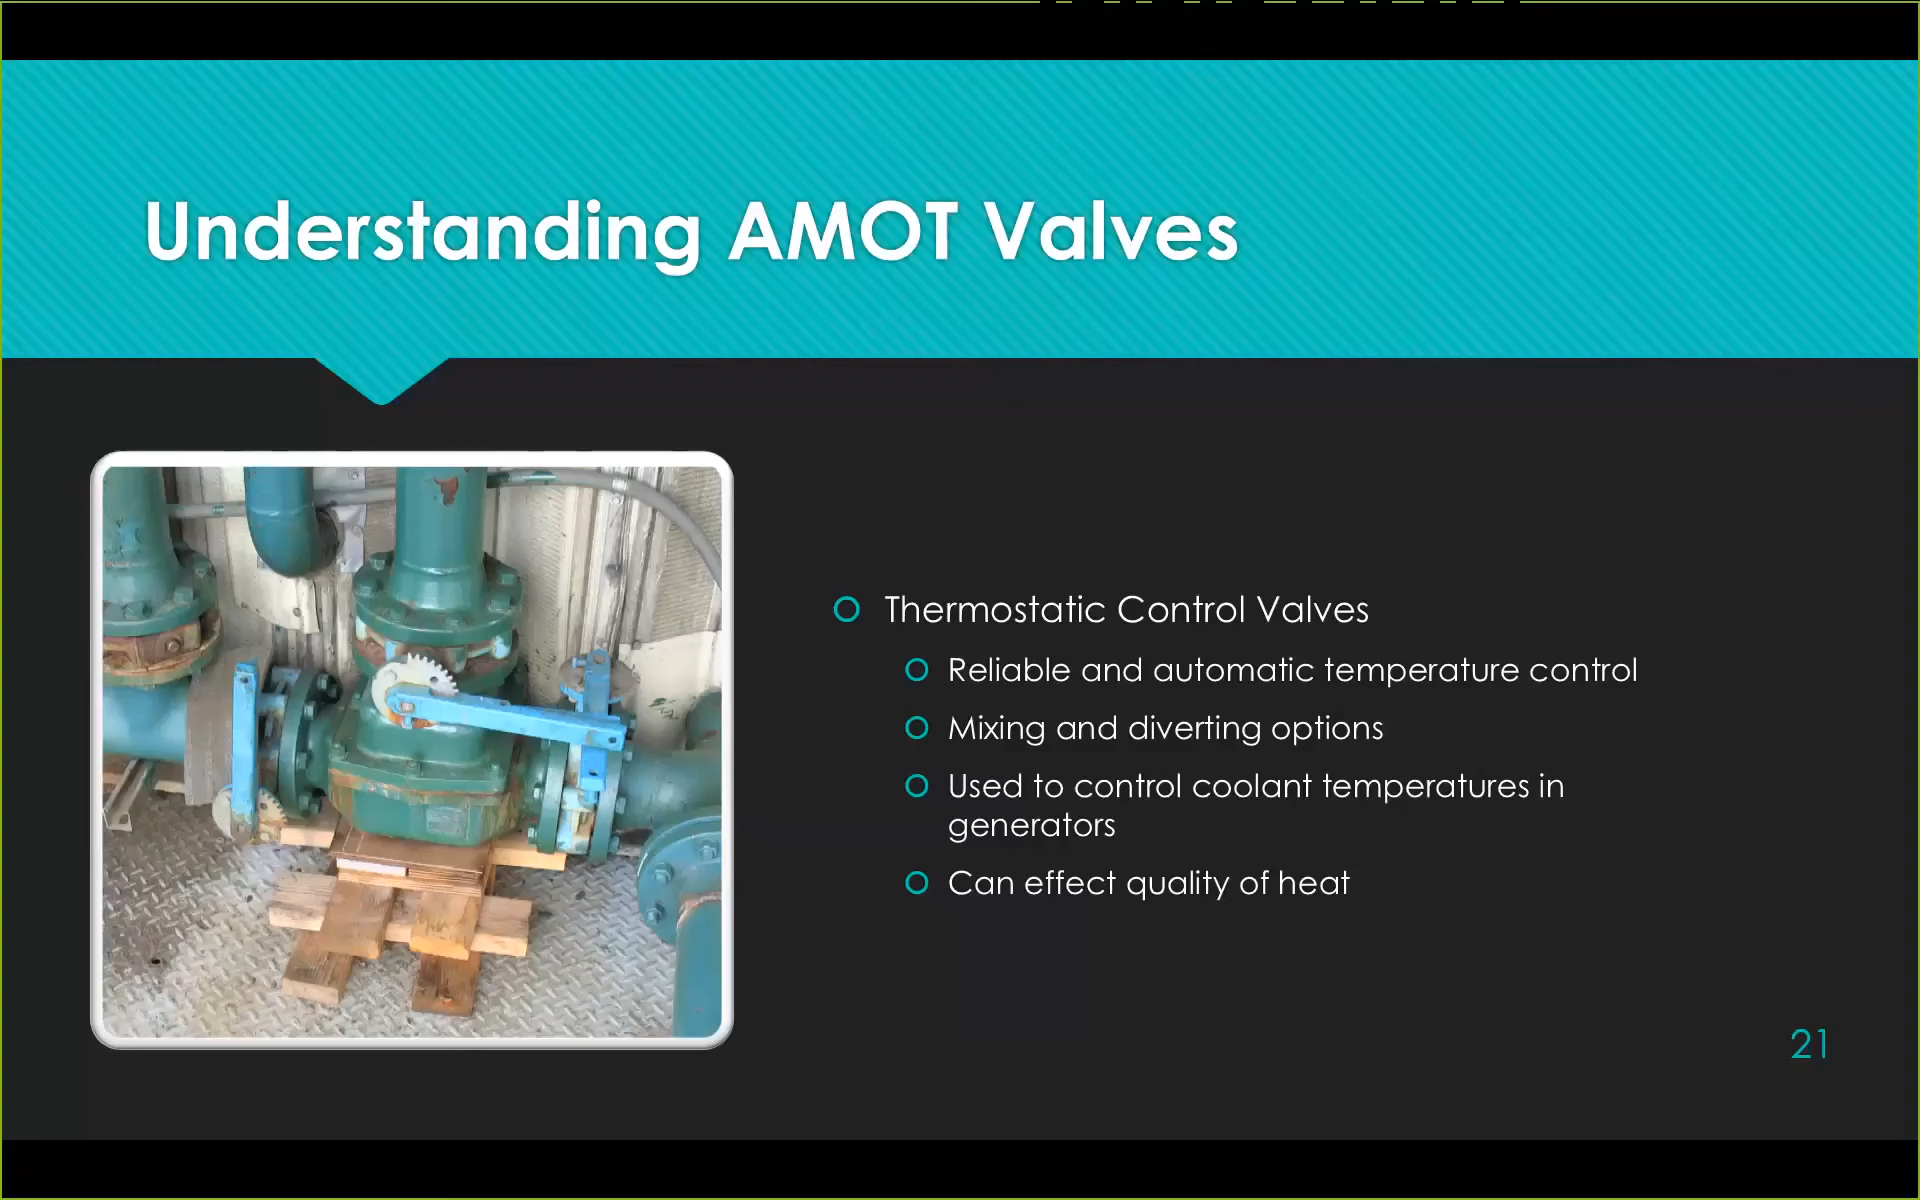 Understanding AMOT Valves
Thermostatic Control Valves
Reliable and automatic temperature control
Mixing and diverting options
Used to control coolant temperatures in
generators
Can effect quality of heat
21